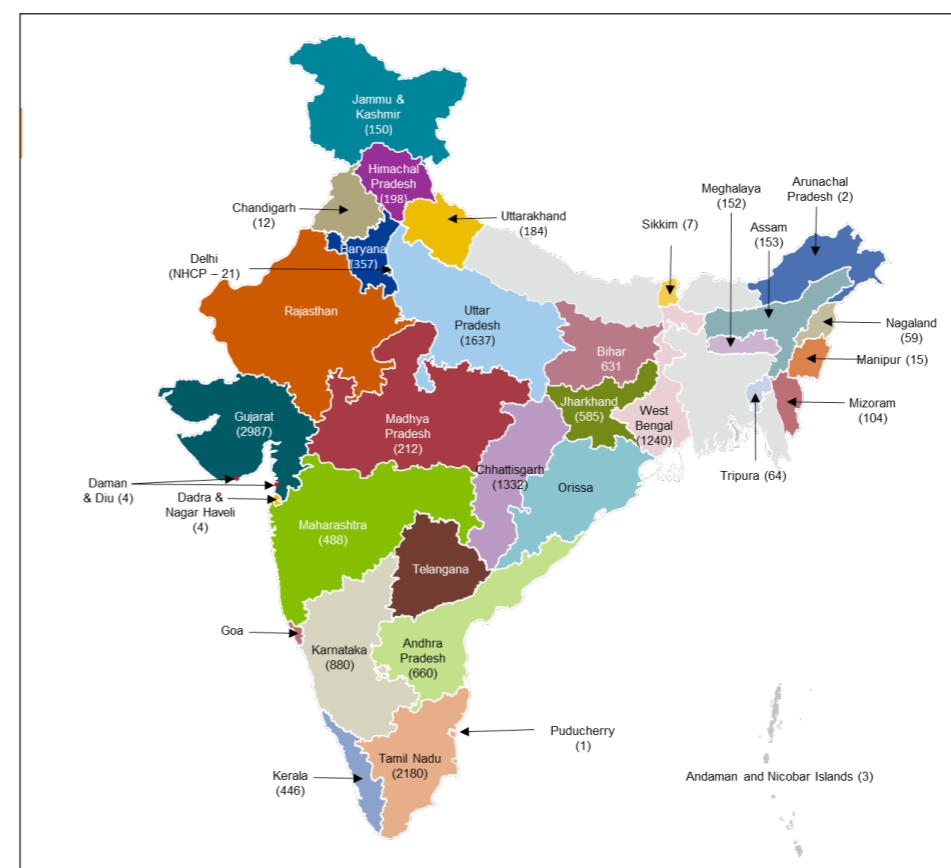 Jammu &
Kashmir
(150)
Himachal
Pradesh
(198)
Chandigarh
(12)
Uttarakhand
(184)
Meghalaya
(152)
Arunachal
Pradesh (2)
Sikkim (7)
Assam
(153)
Delhi
(NHCP – 21)
Haryana
(357)
Rajasthan
Uttar
Pradesh
(1637)
Nagaland
(59)
Bihar
631
Manipur (15)
Gujarat
(2987)
Madhya
Pradesh
(212)
Jharkhand
(585)
West
Bengal
(1240)
Mizoram
(104)
Chhattisgarh
(1332)
Tripura (64)
Daman
& Diu (4)
Dadra &
Nagar Haveli
(4)
Orissa
Maharashtra
(488)
Telangana
Goa
Karnataka
(880)
Andhra
Pradesh
(660)
Puducherry
(1)
Tamil Nadu
(2180)
Kerala
(446)
Andaman and Nicobar Islands (3)